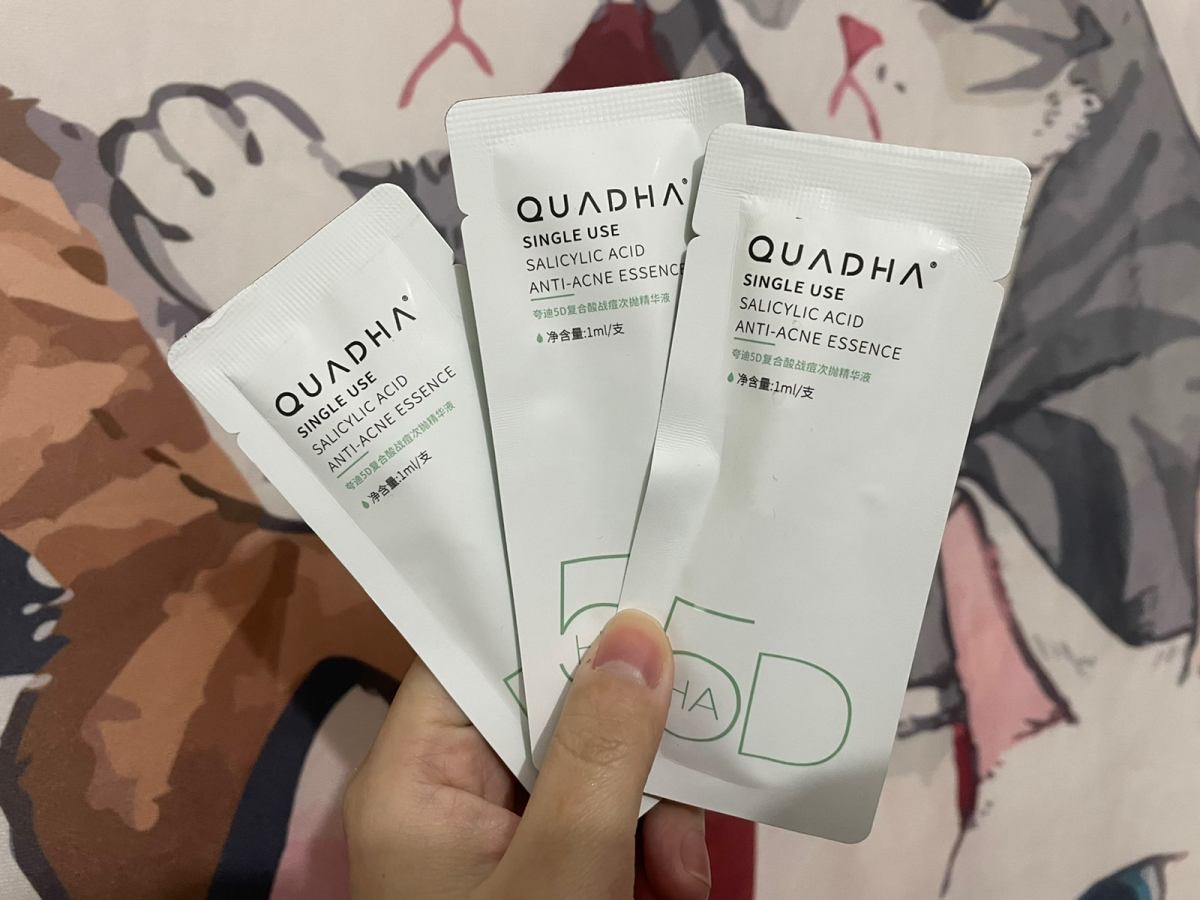 QUADHA®
SINGLE USE
SALICYLIC ACID
ANTI-ACNE ESSENCE
夸迪5D复合酸战痘次抛精华液
净含量:1ml/支
QUADHA®
SINGLE USE
SALICYLIC ACID
ANTI-ACNE ESSENCE
夸迪5D复合酸战痘次抛精华液
净含量:1ml/支
5
QUADHA®
SINGLE USE
SALICYLIC ACID
ANTI-ACNE ESSENCE
夸迪5D复合酸战痘次抛精华液
净含量:1ml/支
5D
HA